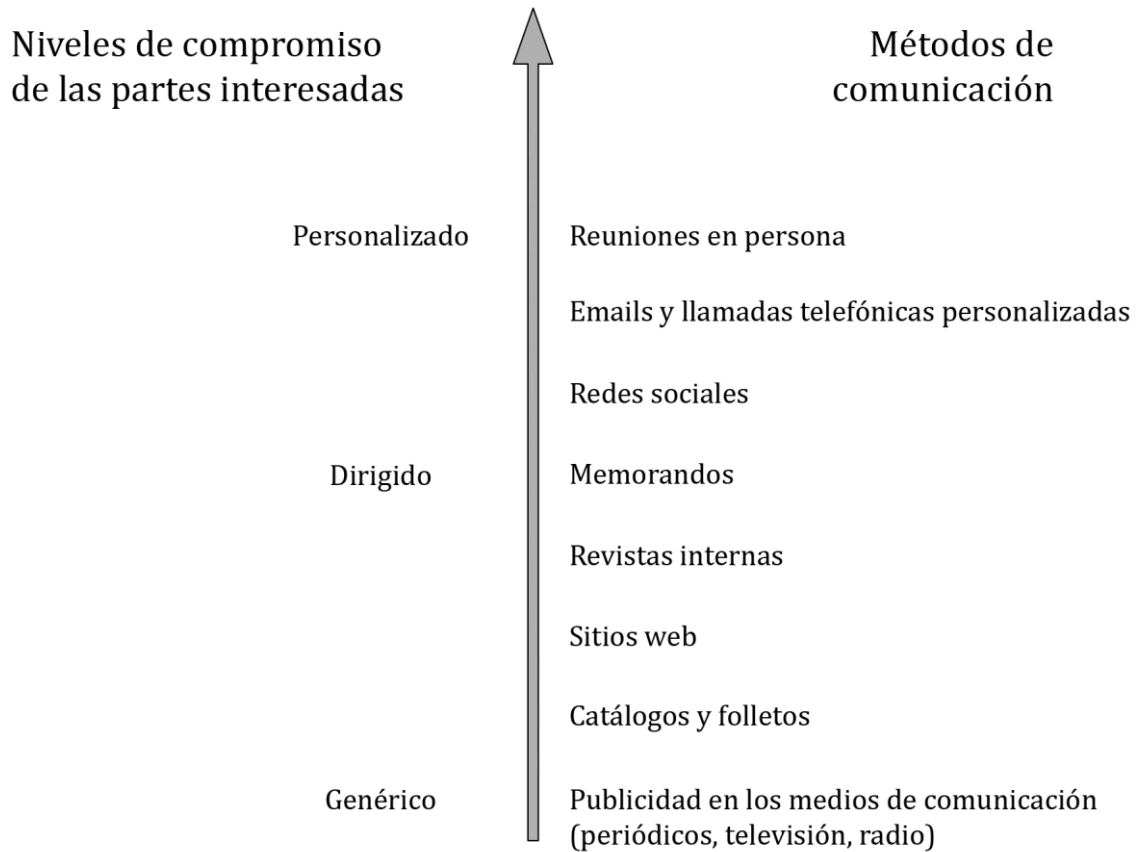 Niveles de compromiso
de las partes interesadas
Métodos de
comunicación
Personalizado
Reuniones en persona
Emails y llamadas telefónicas personalizadas
Redes sociales
Dirigido
Memorandos
Revistas internas
Sitios web
Catálogos y folletos
Genérico
Publicidad en los medios de comunicación
(periódicos, televisión, radio)